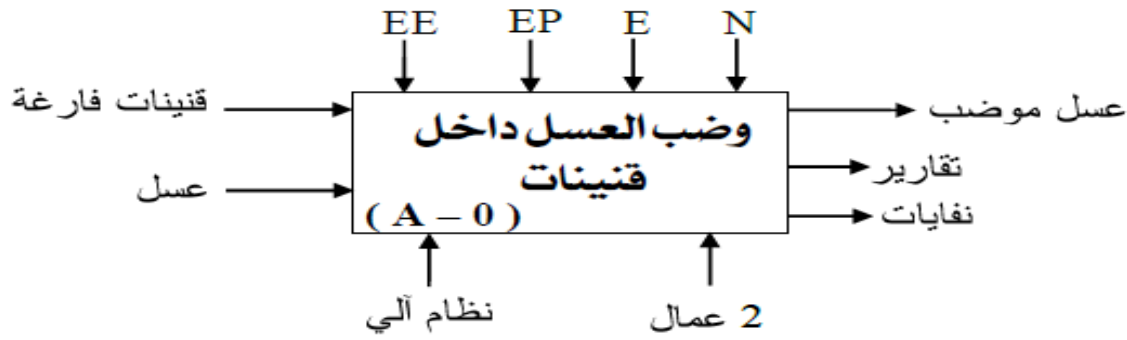 EE EP E N
قنينات فارغة
عسل
وضب العسل داخل
قنينات
( A – 0 )
عسل موضب
تقارير
نفايات
نظام آلي
2 عمال